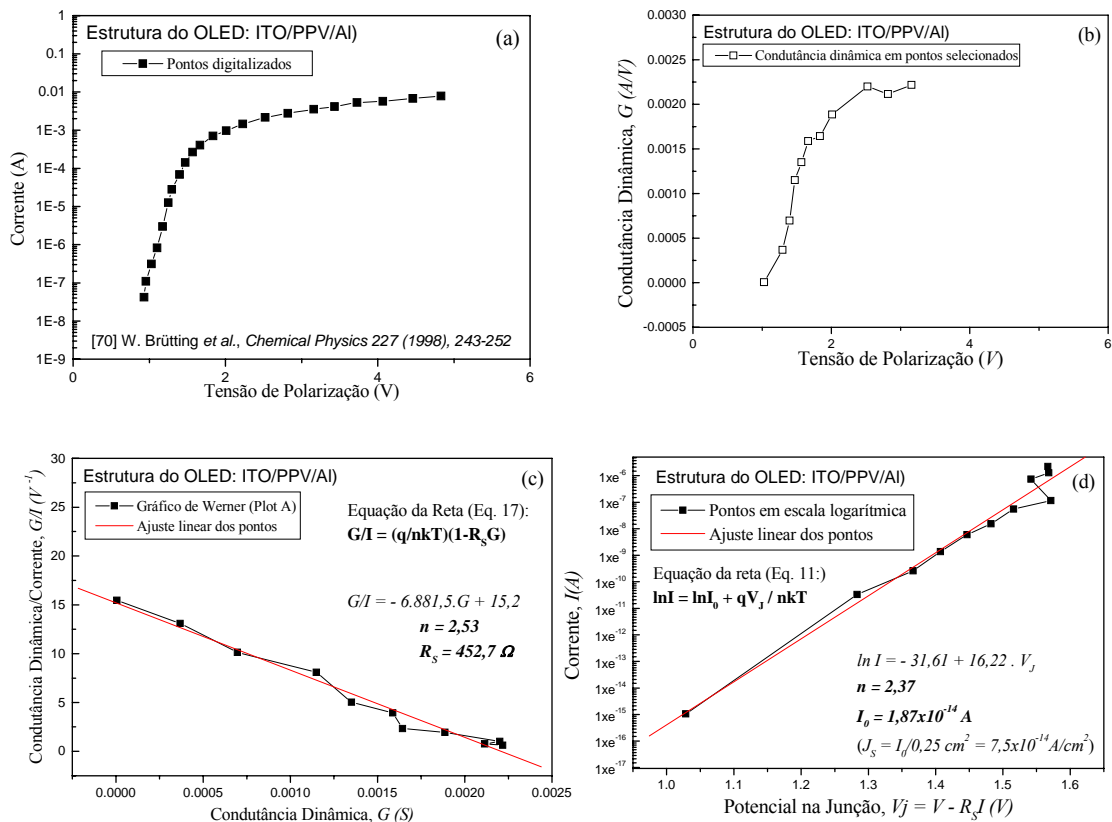 Estrutura do OLED: ITO/PPV/Al)
(a)
Pontos digitalizados
1
0.1
0.01
1E-3
1E-4
1E-5
1E-6
1E-7
1E-8
1E-9
Corrente (A)
[70] W. Brütting et al., Chemical Physics 227 (1998), 243-252
0 2 4 6
Tensão de Polarização (V)
Estrutura do OLED: ITO/PPV/Al)
(b)
Condutância dinâmica em pontos selecionados
0.0030
0.0025
0.0020
0.0015
0.0010
0.0005
0.0000
-0.0005
Condutância Dinâmica, G (A/V)
0 1 2 3 4 5 6
Tensão de Polarização (V)
Estrutura do OLED: ITO/PPV/Al)
(c)
Gráfico de Werner (Plot A)
Ajuste linear dos pontos
Equação da Reta (Eq. 17):
G/I = (q/nkT)(1-RSG)
G/I = - 6.881,5.G + 15,2
n = 2,53
RS = 452,7 Ω
30
25
20
15
10
5
0
Condutância Dinâmica/Corrente, G/I (V⁻¹)
0.0000 0.0005 0.0010 0.0015 0.0020 0.0025
Condutância Dinâmica, G (S)
Estrutura do OLED: ITO/PPV/Al)
(d)
Pontos em escala logarítmica
Ajuste linear dos pontos
Equação da reta (Eq. 11:)
lnI = lnI0 + qVJ / nkT
ln I = - 31,61 + 16,22 . VJ
n = 2,37
I0 = 1,87x10⁻¹⁴ A
(JS = I0/0,25 cm² = 7,5x10⁻¹⁴A/cm²)
1xe⁻⁶
1xe⁻⁷
1xe⁻⁸
1xe⁻⁹
1xe⁻¹⁰
1xe⁻¹¹
1xe⁻¹²
1xe⁻¹³
1xe⁻¹⁴
1xe⁻¹⁵
1xe⁻¹⁶
1xe⁻¹⁷
Corrente, I(A)
1.0 1.1 1.2 1.3 1.4 1.5 1.6
Potencial na Junção, Vj = V - RSI (V)